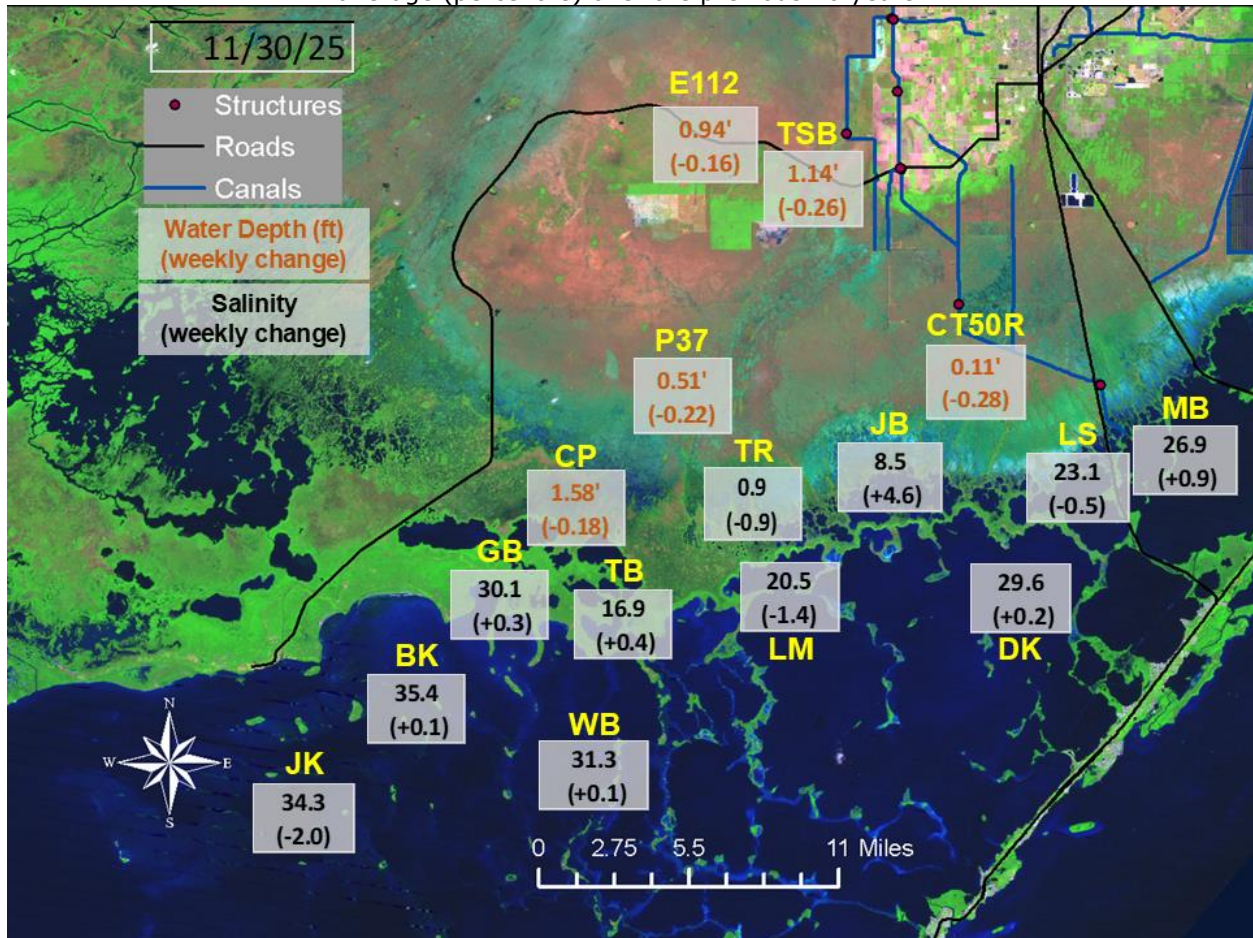 11/30/25
Structures
Roads
Canals
Water Depth (ft)
(weekly change)
Salinity
(weekly change)
E112
0.94'
(-0.16)
TSB
1.14'
(-0.26)
P37
0.51'
(-0.22)
CT50R
0.11'
(-0.28)
CP
1.58'
(-0.18)
TR
0.9
(-0.9)
JB
8.5
(+4.6)
LS
23.1
(-0.5)
MB
26.9
(+0.9)
GB
30.1
(+0.3)
TB
16.9
(+0.4)
20.5
(-1.4)
LM
29.6
(+0.2)
DK
BK
35.4
(+0.1)
WB
31.3
(+0.1)
JK
34.3
(-2.0)
N
W E
S
0 2.75 5.5 11 Miles